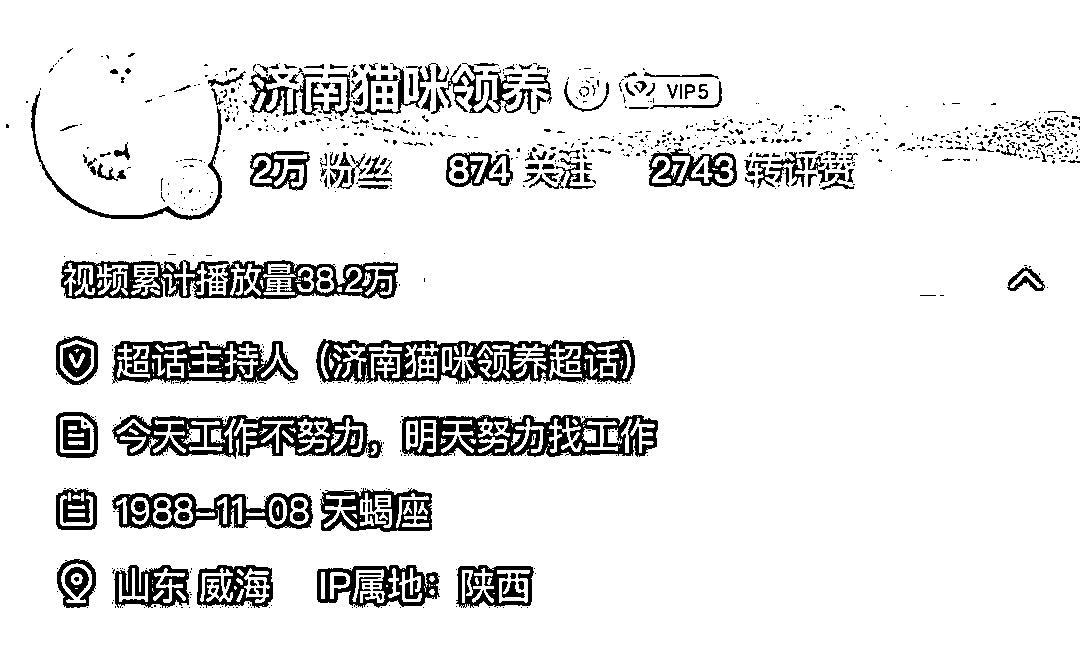 济南猫咪领养 VIP5
2万 粉丝 874 关注 2743 转评赞
视频累计播放量38.2万
超话主持人（济南猫咪领养超话）
今天工作不努力，明天努力找工作
1988-11-08 天蝎座
山东 威海 IP属地：陕西